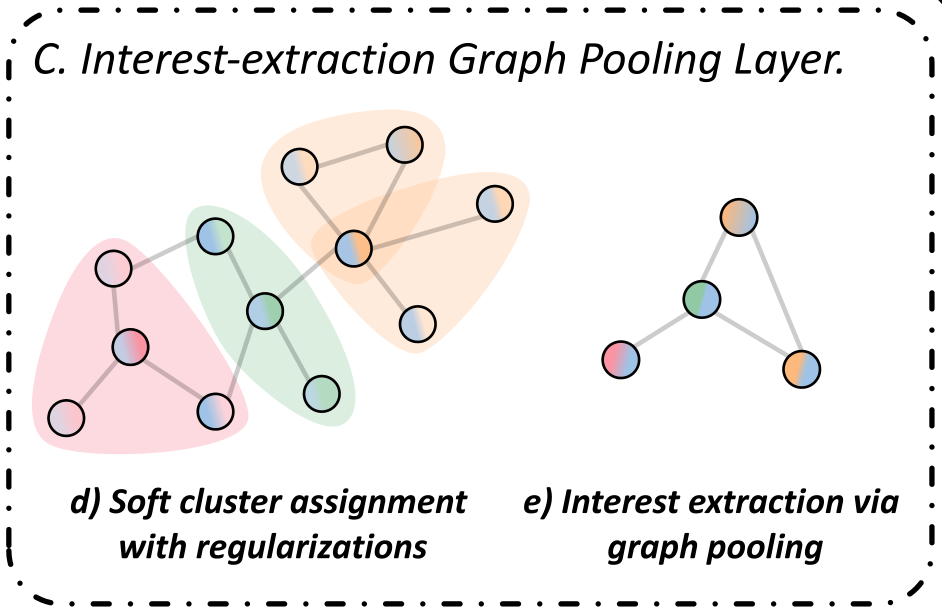 C. Interest-extraction Graph Pooling Layer.
d) Soft cluster assignment
with regularizations
e) Interest extraction via
graph pooling